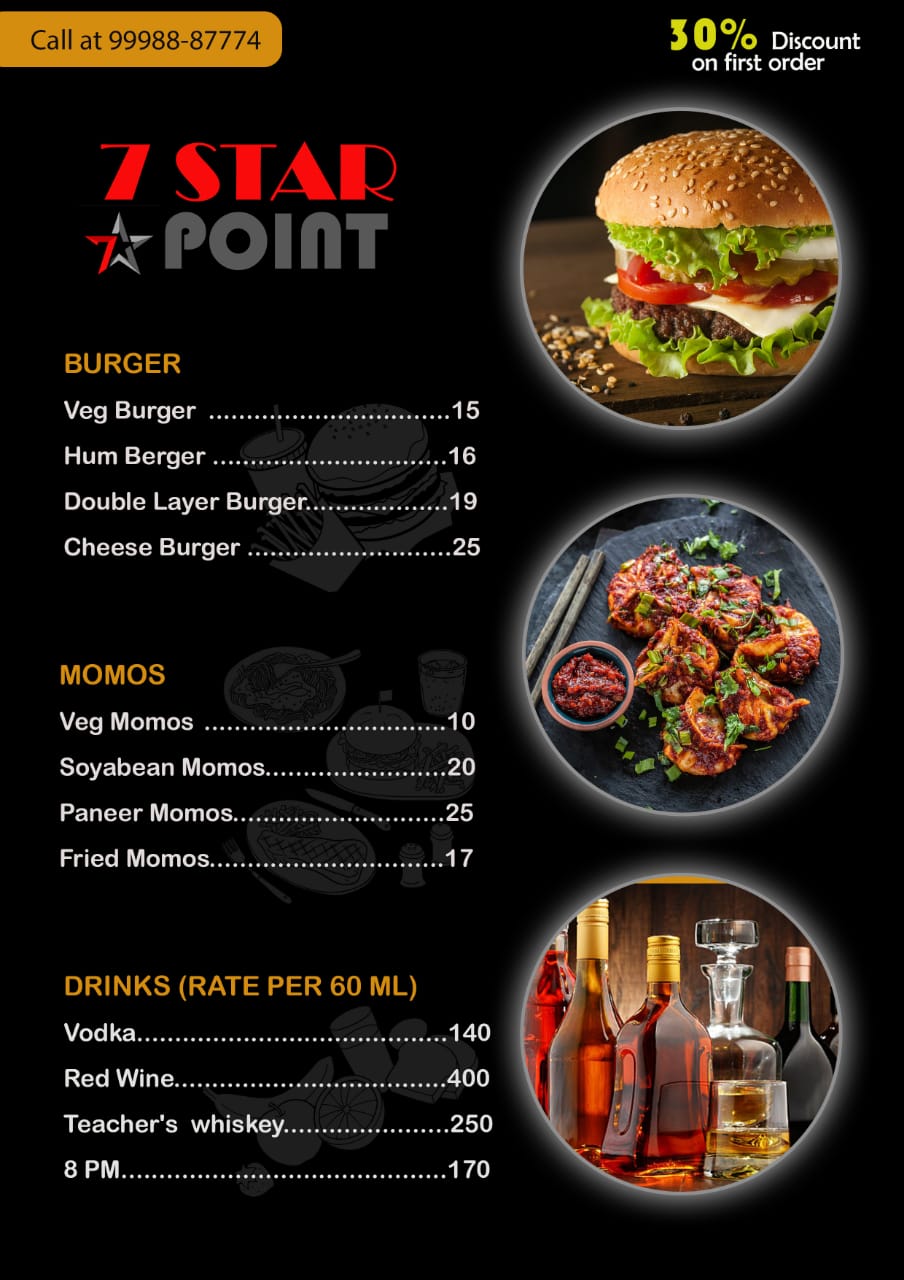 Call at 99988-87774
30% Discount
on first order
7 STAR
7 POINT
BURGER
Veg Burger ................................15
Hum Berger ...............................16
Double Layer Burger...................19
Cheese Burger ...........................25
MOMOS
Veg Momos ................................10
Soyabean Momos............................20
Paneer Momos................................25
Fried Momos...............................17
DRINKS (RATE PER 60 ML)
Vodka.........................................140
Red Wine....................................400
Teacher's whiskey......................250
8 PM...........................................170